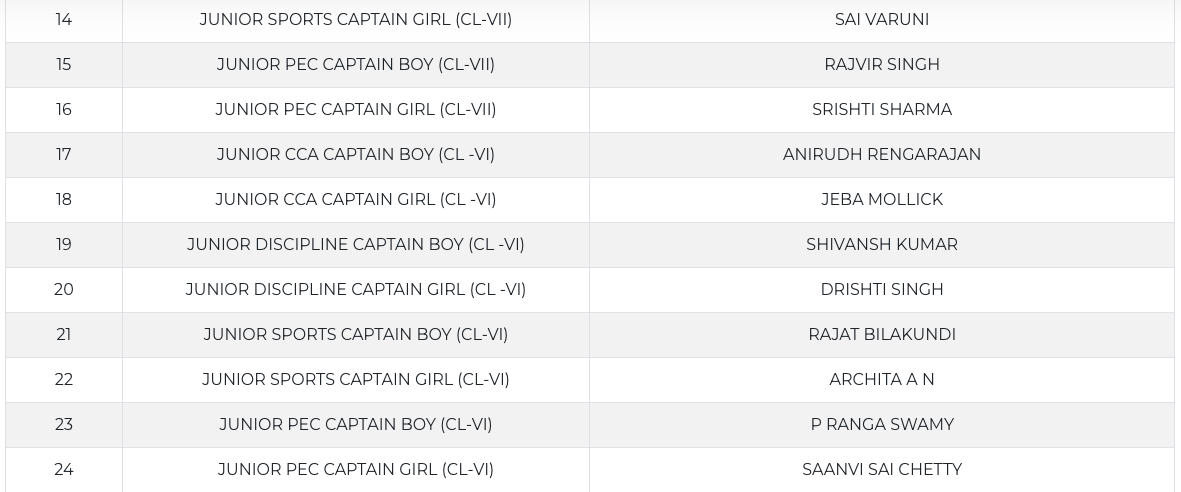 14 JUNIOR SPORTS CAPTAIN GIRL (CL-VII) SAI VARUNI
15 JUNIOR PEC CAPTAIN BOY (CL-VII) RAJVIR SINGH
16 JUNIOR PEC CAPTAIN GIRL (CL-VII) SRISHTI SHARMA
17 JUNIOR CCA CAPTAIN BOY (CL -VI) ANIRUDH RENGARAJAN
18 JUNIOR CCA CAPTAIN GIRL (CL -VI) JEBA MOLLICK
19 JUNIOR DISCIPLINE CAPTAIN BOY (CL -VI) SHIVANSH KUMAR
20 JUNIOR DISCIPLINE CAPTAIN GIRL (CL -VI) DRISHTI SINGH
21 JUNIOR SPORTS CAPTAIN BOY (CL-VI) RAJAT BILAKUNDI
22 JUNIOR SPORTS CAPTAIN GIRL (CL-VI) ARCHITA A N
23 JUNIOR PEC CAPTAIN BOY (CL-VI) P RANGA SWAMY
24 JUNIOR PEC CAPTAIN GIRL (CL-VI) SAANVI SAI CHETTY